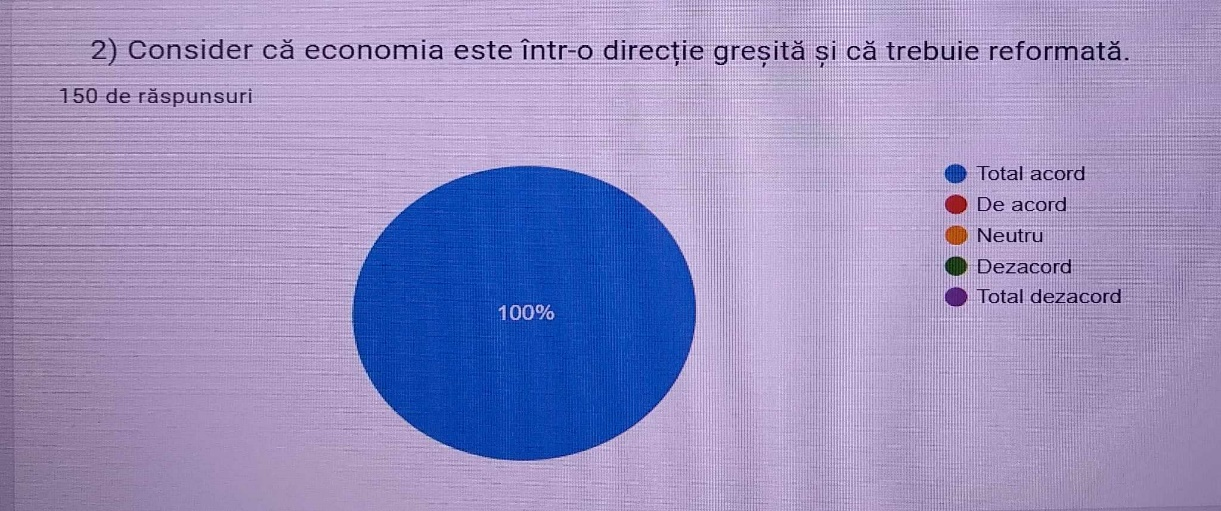 2) Consider că economia este într-o direcție greșită și că trebuie reformată.
150 de răspunsuri
100%
Total acord
De acord
Neutru
Dezacord
Total dezacord